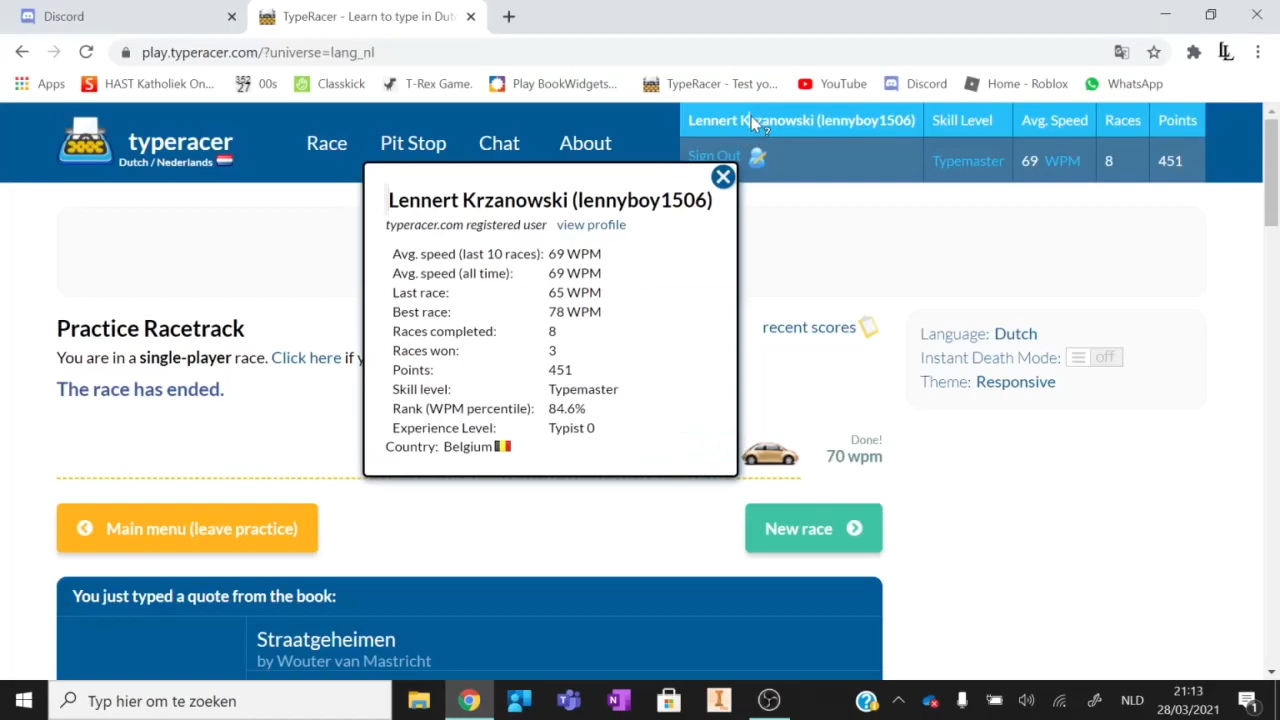 Discord
TypeRacer - Learn to type in Dut
play.typeracer.com/?universe=lang_nl
Apps
HAST Katholiek On...
00s
Classkick
T-Rex Game.
Play BookWidgets...
TypeRacer - Test yo...
YouTube
Discord
Home - Roblox
WhatsApp
typeracer
Dutch / Nederlands
Race
Pit Stop
Chat
About
Lennert Krzanowski (lennyboy1506)
Skill Level
Avg. Speed
Races
Points
Sign Out
Typemaster
69 WPM
8
451
Lennert Krzanowski (lennyboy1506)
typeracer.com registered user view profile
Avg. speed (last 10 races): 69 WPM
Avg. speed (all time): 69 WPM
Last race: 65 WPM
Best race: 78 WPM
Races completed: 8
Races won: 3
Points: 451
Skill level: Typemaster
Rank (WPM percentile): 84.6%
Experience Level: Typist 0
Country: Belgium
Practice Racetrack
You are in a single-player race. Click here if
The race has ended.
recent scores
Language: Dutch
Instant Death Mode: off
Theme: Responsive
Done!
70 wpm
Main menu (leave practice)
New race
You just typed a quote from the book:
Straatgeheimen
by Wouter van Mastricht
Typ hier om te zoeken
NLD
21:13
28/03/2021
1